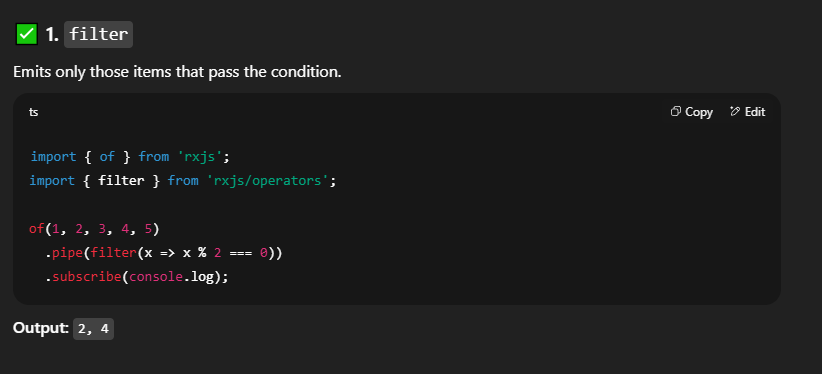 ✅ 1. filter
Emits only those items that pass the condition.
ts
Copy
Edit
import { of } from 'rxjs';
import { filter } from 'rxjs/operators';
of(1, 2, 3, 4, 5)
  .pipe(filter(x => x % 2 === 0))
  .subscribe(console.log);
Output: 2, 4